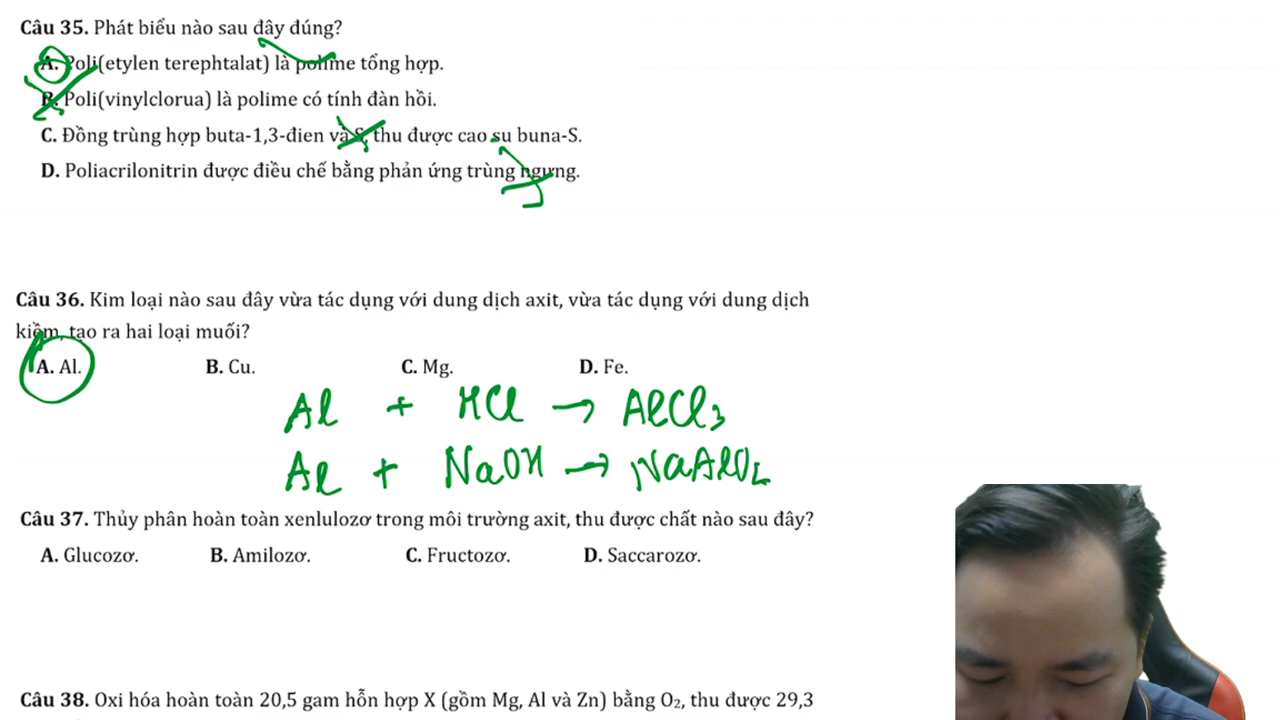 Câu 35. Phát biểu nào sau đây đúng?
A. Poli(etylen terephtalat) là polime tổng hợp.
B. Poli(vinylclorua) là polime có tính đàn hồi.
C. Đồng trùng hợp buta-1,3-đien và S, thu được cao su buna-S.
D. Poliacrilonitrin được điều chế bằng phản ứng trùng ngưng.
Câu 36. Kim loại nào sau đây vừa tác dụng với dung dịch axit, vừa tác dụng với dung dịch
kiềm, tạo ra hai loại muối?
A. Al. B. Cu. C. Mg. D. Fe.
Al + HCl → AlCl3
Al + NaOH → NaAlO2
Câu 37. Thủy phân hoàn toàn xenlulozơ trong môi trường axit, thu được chất nào sau đây?
A. Glucozơ. B. Amilozơ. C. Fructozơ. D. Saccarozơ.
Câu 38. Oxi hóa hoàn toàn 20,5 gam hỗn hợp X (gồm Mg, Al và Zn) bằng O₂, thu được 29,3